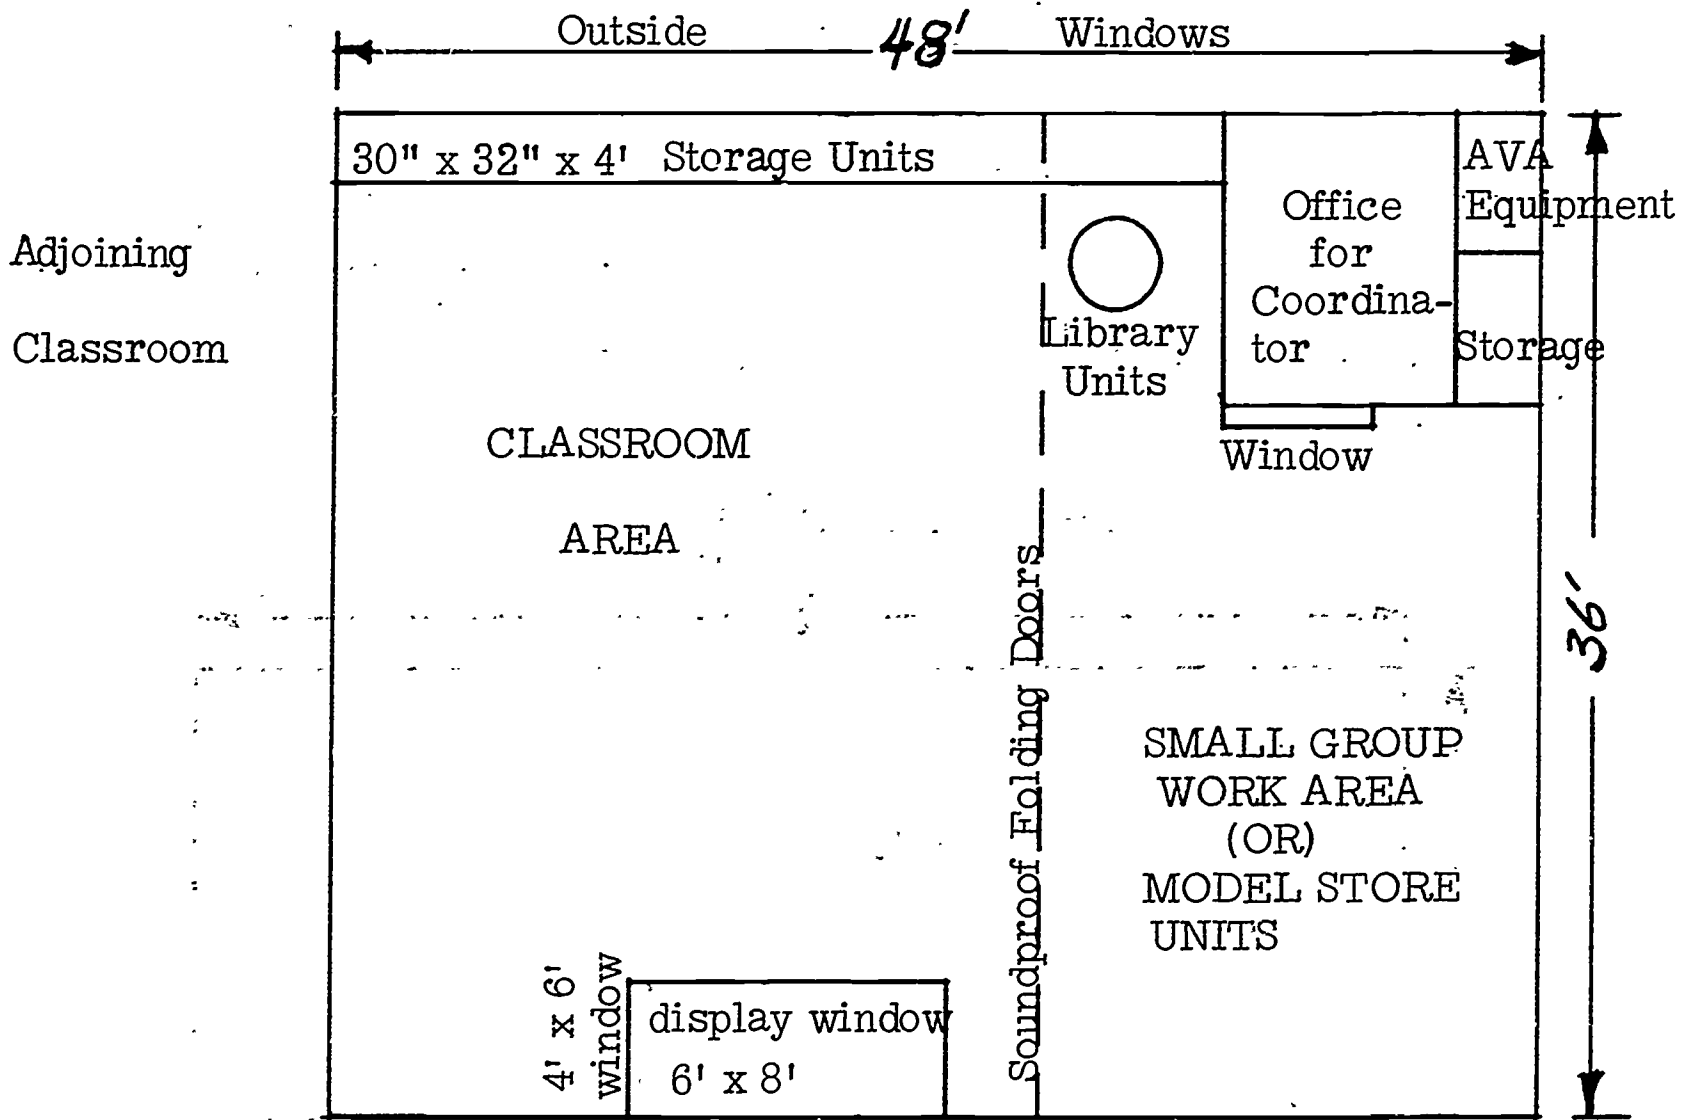 Outside 48' Windows
30" x 32" x 4' Storage Units
AVA
Equipment
Office
for
Coordina-
tor
Storage
Adjoining
Classroom
Library
Units
Window
CLASSROOM
AREA
Soundproof Folding Doors
36'
SMALL GROUP
WORK AREA
(OR)
MODEL STORE
UNITS
4' x 6'
window
display window
6' x 8'